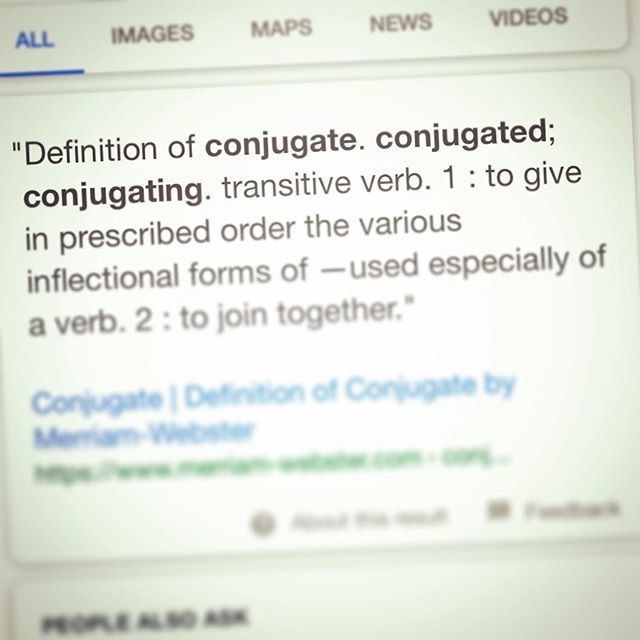 ALL IMAGES MAPS NEWS VIDEOS
"Definition of conjugate. conjugated;
conjugating. transitive verb. 1 : to give
in prescribed order the various
inflectional forms of —used especially of
a verb. 2 : to join together."
Conjugate | Definition of Conjugate by
Merriam-Webster
https://www.merriam-webster.com › conj...
About this result Feedback
PEOPLE ALSO ASK